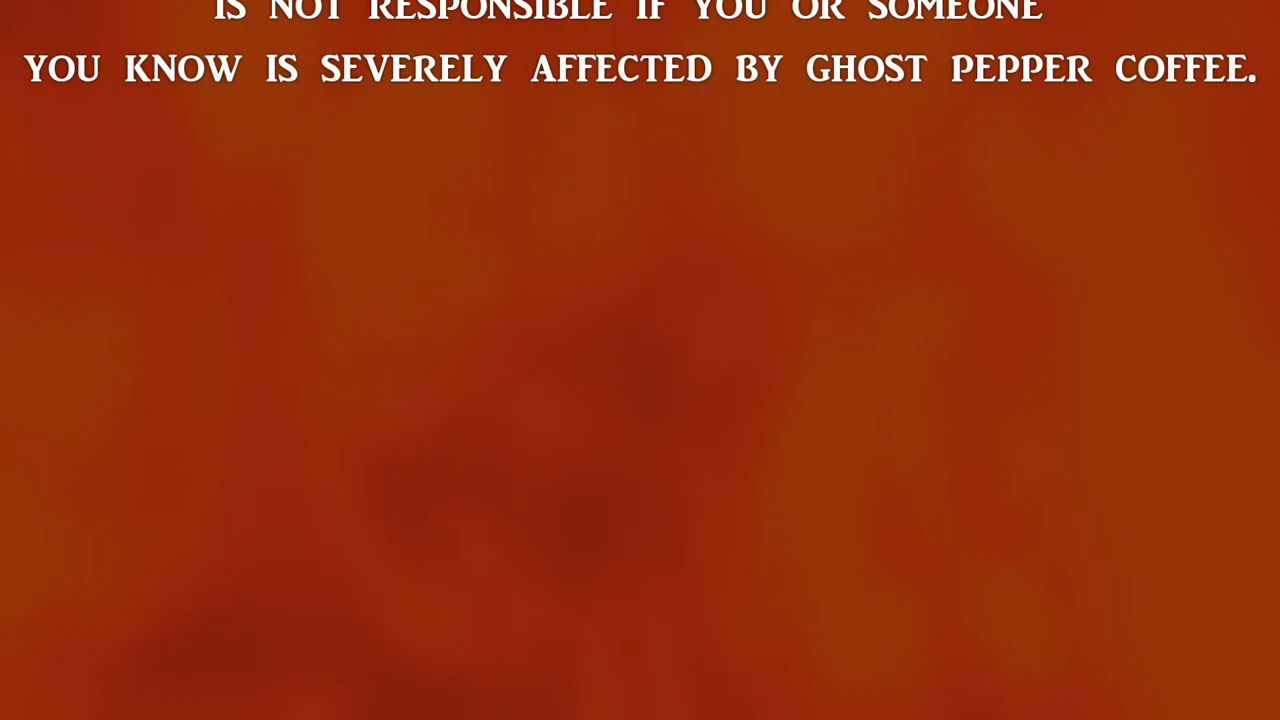 IS NOT RESPONSIBLE IF YOU OR SOMEONE
YOU KNOW IS SEVERELY AFFECTED BY GHOST PEPPER COFFEE.